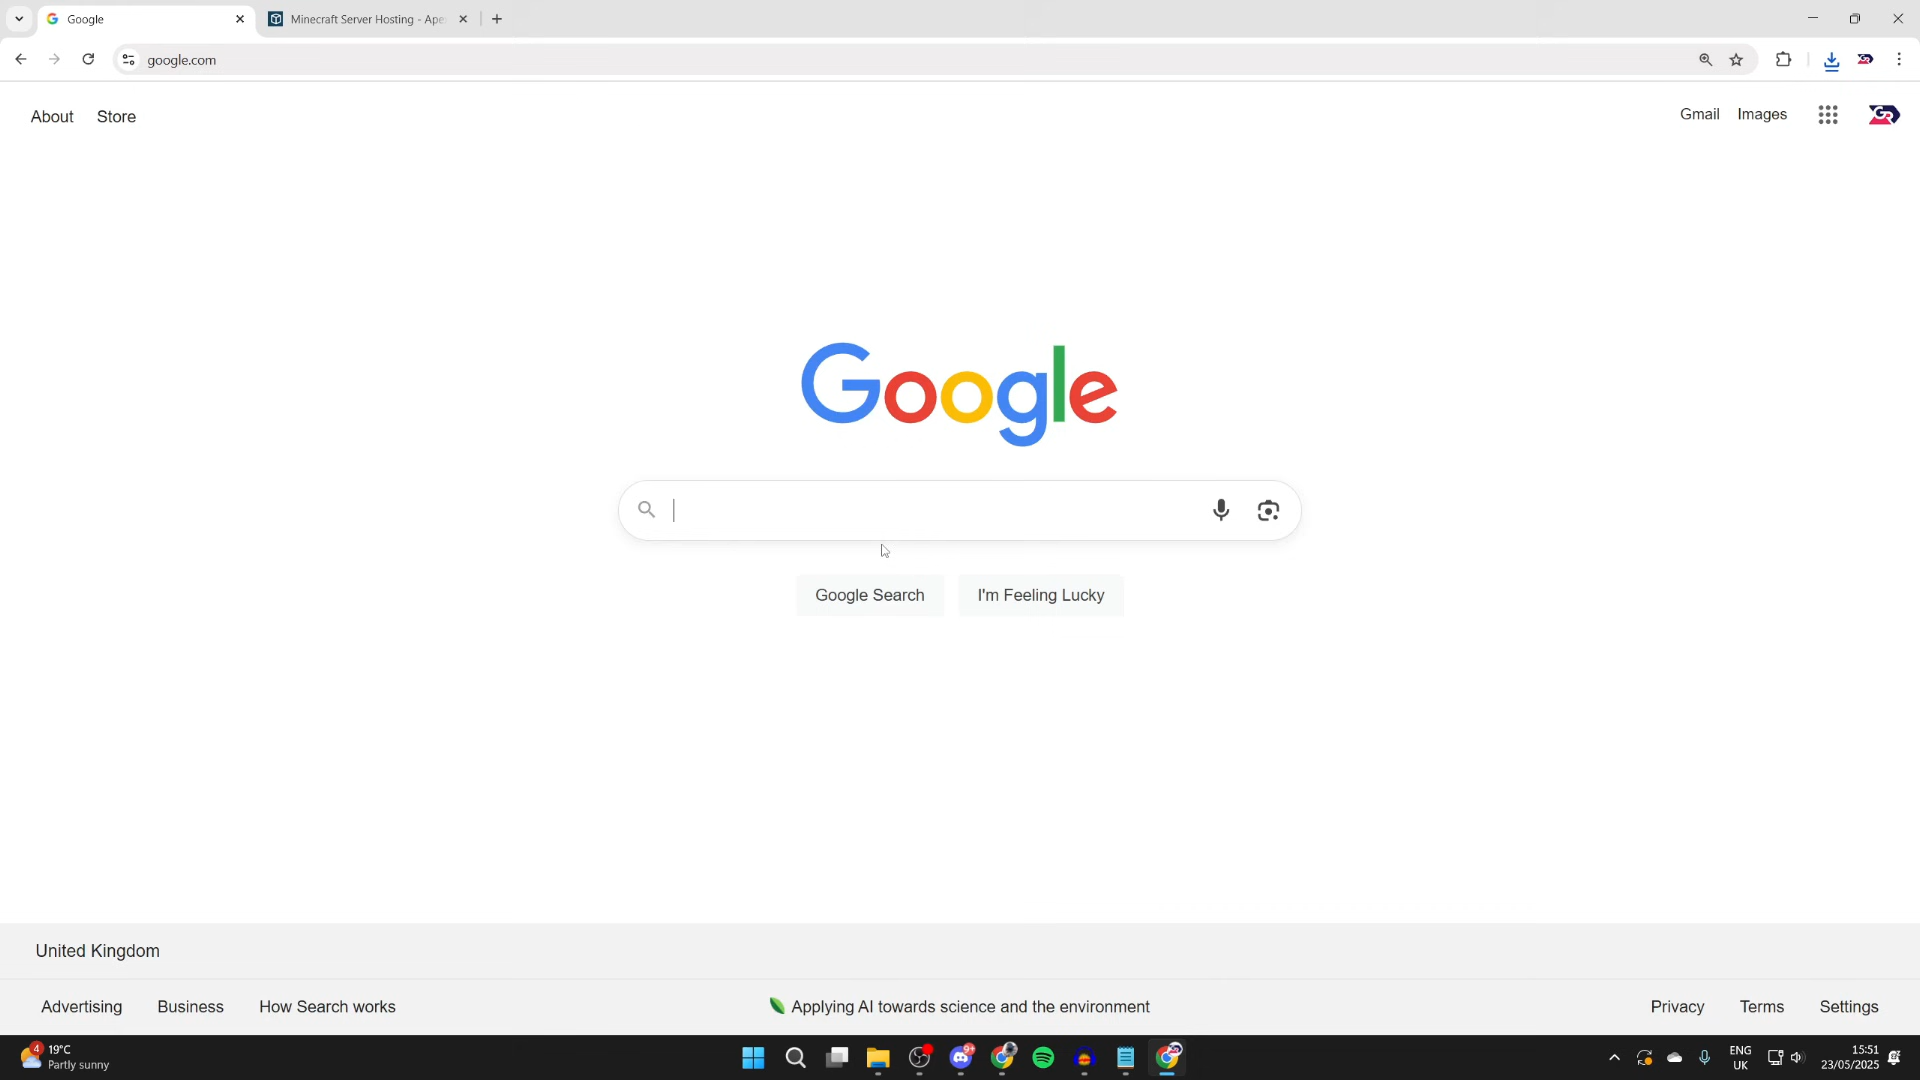 Google
Minecraft Server Hosting - Ape
google.com
About Store
Gmail Images
Google
Google Search
I'm Feeling Lucky
United Kingdom
Advertising Business How Search works
Applying AI towards science and the environment
Privacy Terms Settings
4
19°C
Partly sunny
9+
ENG
UK
15:51
23/05/2025